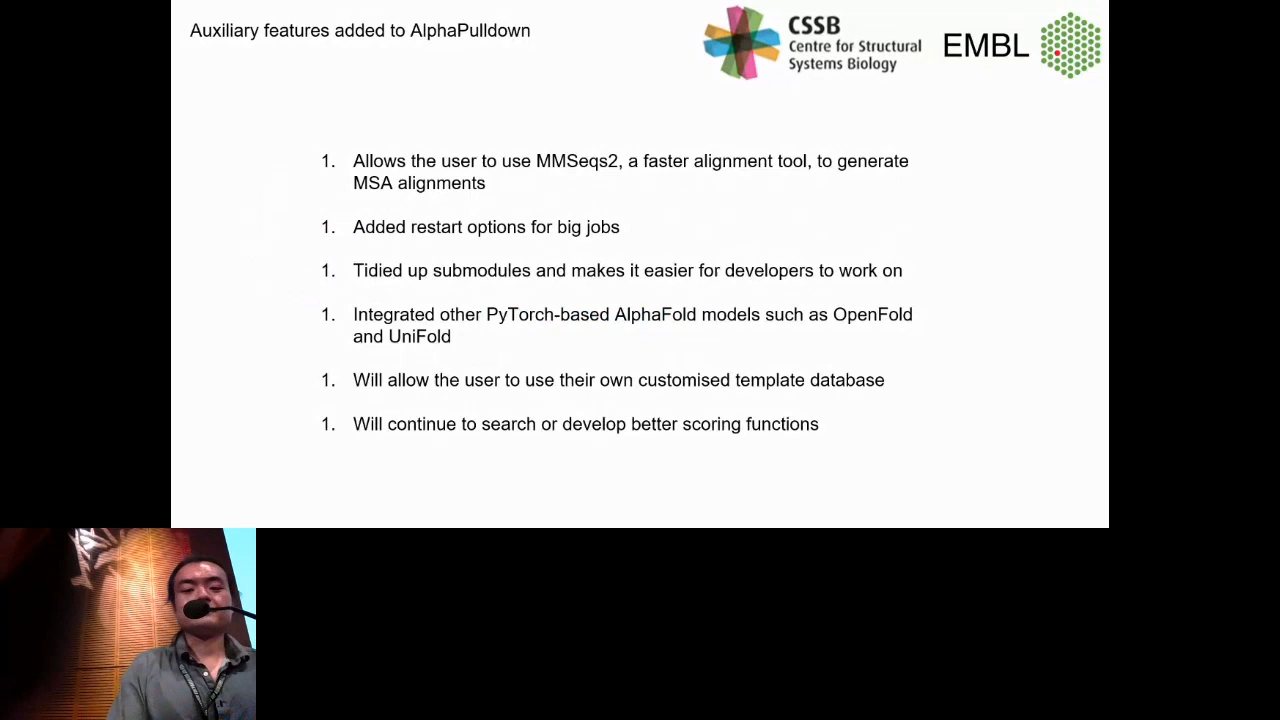 Auxiliary features added to AlphaPulldown
CSSB
Centre for Structural
Systems Biology
EMBL
1. Allows the user to use MMSeqs2, a faster alignment tool, to generate
MSA alignments
1. Added restart options for big jobs
1. Tidied up submodules and makes it easier for developers to work on
1. Integrated other PyTorch-based AlphaFold models such as OpenFold
and UniFold
1. Will allow the user to use their own customised template database
1. Will continue to search or develop better scoring functions